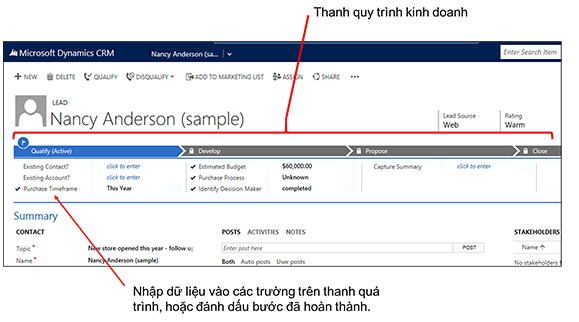 Thanh quy trình kinh doanh
Microsoft Dynamics CRM Nancy Anderson (sa... Enter Search Item
NEW DELETE QUALIFY DISQUALIFY ADD TO MARKETING LIST ASSIGN SHARE •••
LEAD
Nancy Anderson (sample)
Lead Source Rating
Web Warm
Qualify (Active) Develop Propose Close
Existing Contact? click to enter Estimated Budget $60,000.00 Capture Summary click to enter
Existing Account? click to enter Purchase Process Unknown
Purchase Timeframe This Year Identify Decision Maker completed
Summary
CONTACT POSTS ACTIVITIES NOTES STAKEHOLDERS
Topic * New store opened this year - follow u; Enter post here POST Name ↑
Name * Nancy Anderson (sample) Both Auto posts User posts No stakeholders f
Nhập dữ liệu vào các trường trên thanh quá
trình, hoặc đánh dấu bước đã hoàn thành.